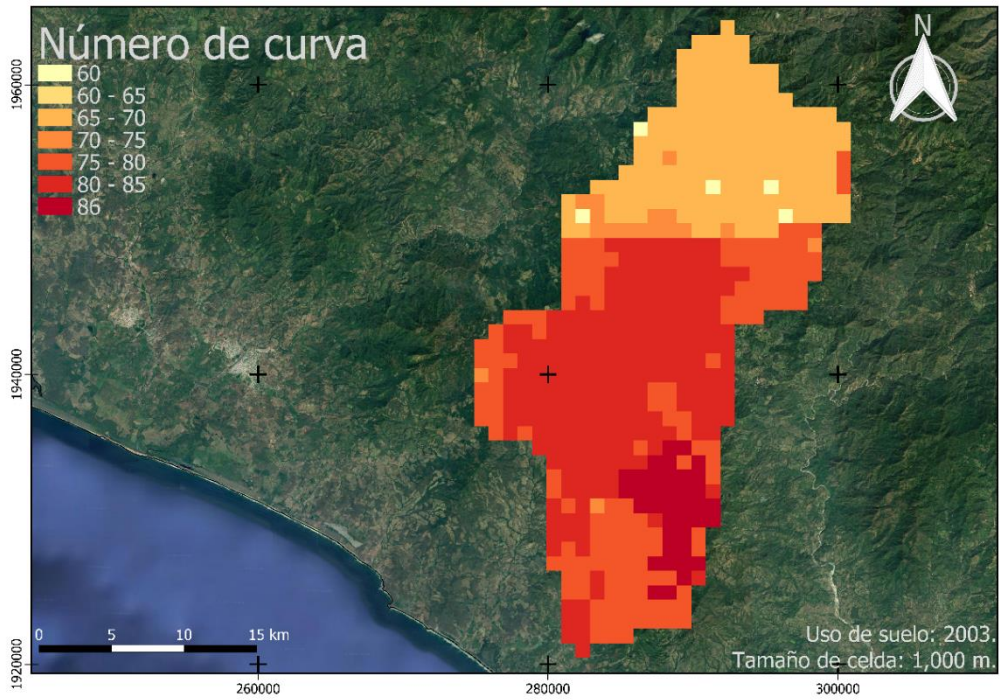 Número de curva
60
60 - 65
65 - 70
70 - 75
75 - 80
80 - 85
86
N
1960000
1940000
1920000
0 5 10 15 km
Uso de suelo: 2003.
Tamaño de celda: 1,000 m.
260000 280000 300000